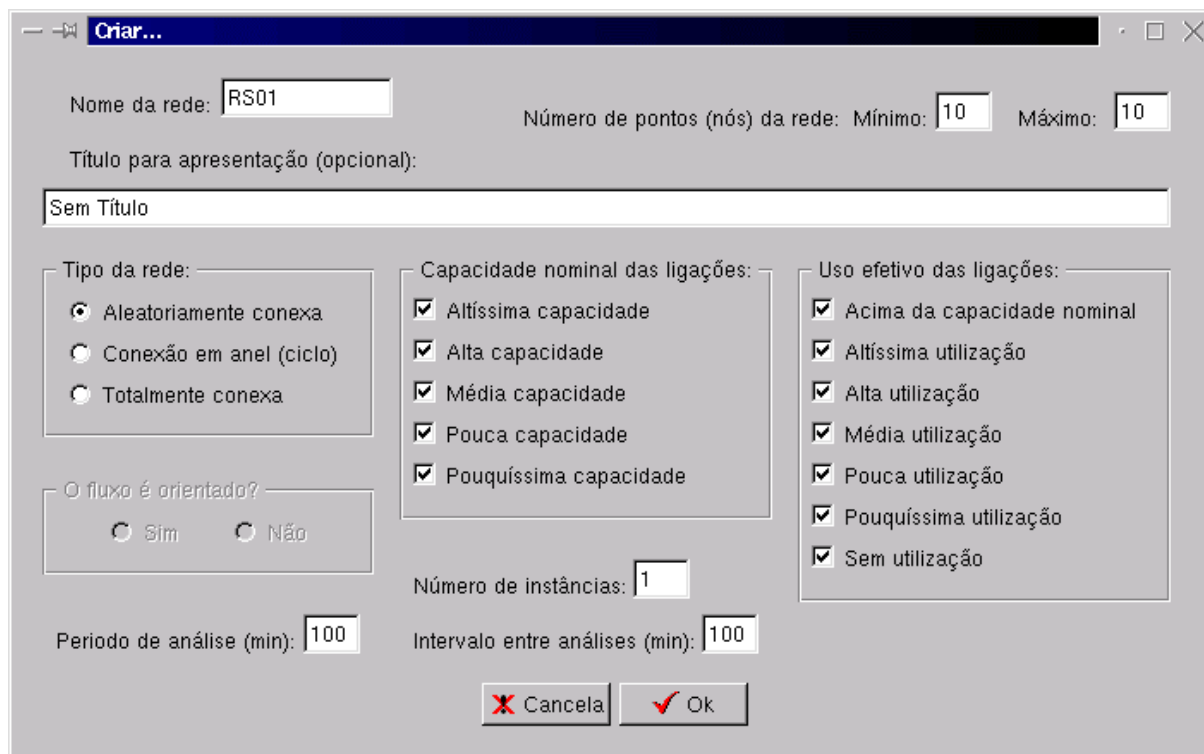 Criar...
Nome da rede: RS01
Número de pontos (nós) da rede: Mínimo: 10 Máximo: 10
Título para apresentação (opcional):
Sem Título
Tipo da rede:
Aleatoriamente conexa
Conexão em anel (ciclo)
Totalmente conexa
O fluxo é orientado?
Sim Não
Capacidade nominal das ligações:
Altíssima capacidade
Alta capacidade
Média capacidade
Pouca capacidade
Pouquíssima capacidade
Uso efetivo das ligações:
Acima da capacidade nominal
Altíssima utilização
Alta utilização
Média utilização
Pouca utilização
Pouquíssima utilização
Sem utilização
Número de instâncias: 1
Periodo de análise (min): 100
Intervalo entre análises (min): 100
Cancela Ok